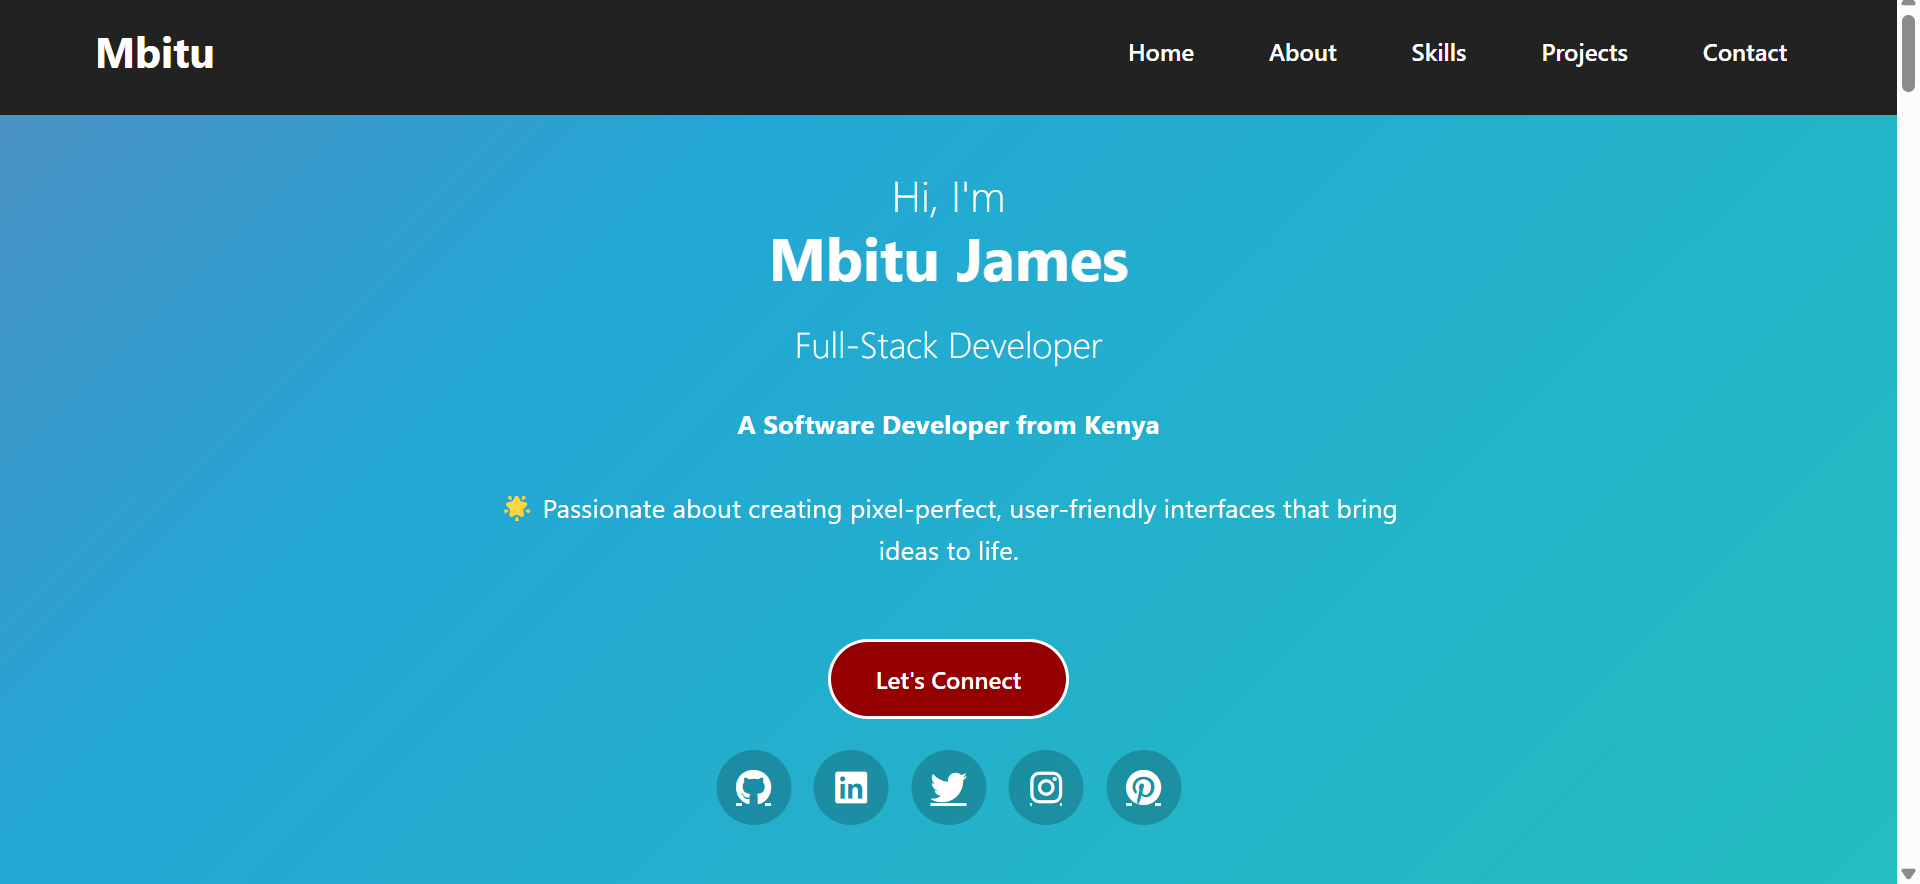 Mbitu
Home About Skills Projects Contact
Hi, I'm
Mbitu James
Full-Stack Developer
A Software Developer from Kenya
🌟 Passionate about creating pixel-perfect, user-friendly interfaces that bring
ideas to life.
Let's Connect